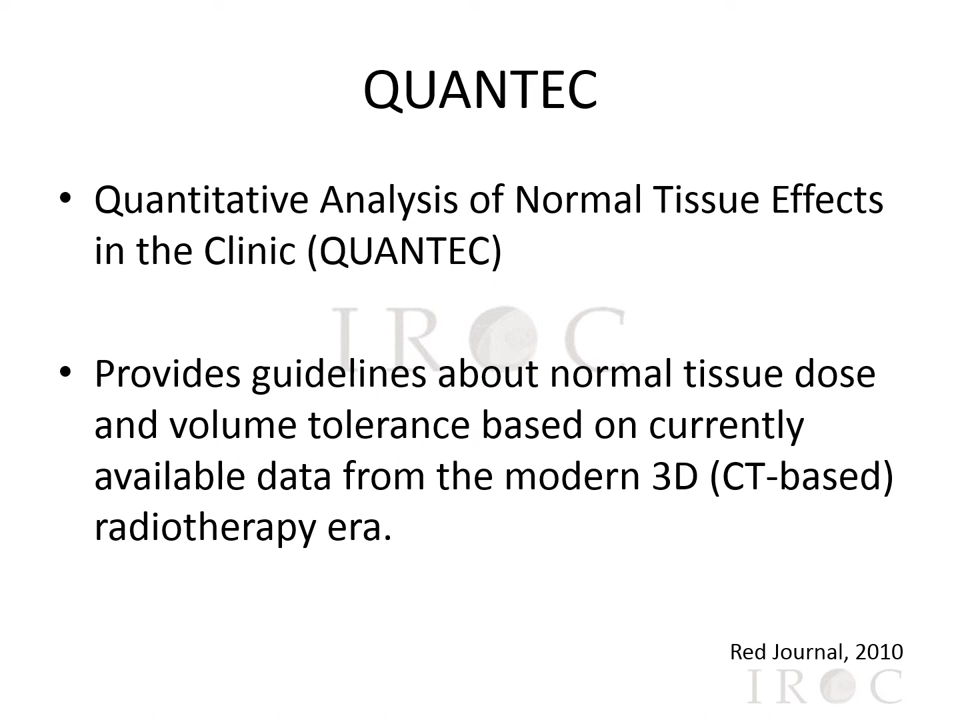 QUANTEC
• Quantitative Analysis of Normal Tissue Effects
in the Clinic (QUANTEC)
IROC
• Provides guidelines about normal tissue dose
and volume tolerance based on currently
available data from the modern 3D (CT-based)
radiotherapy era.
Red Journal, 2010
IROC